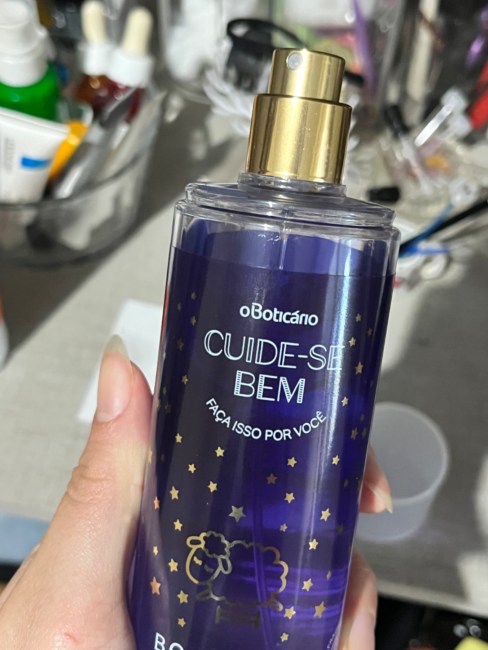 oBoticário
CUIDE-SE
BEM
FAÇA ISSO POR VOCÊ